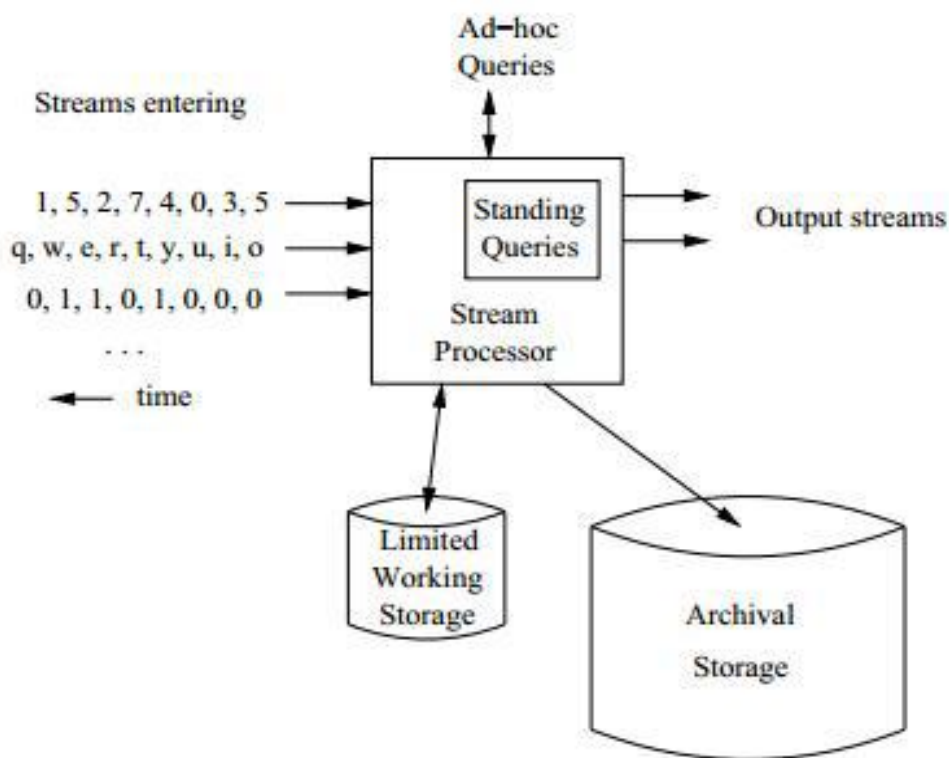 Ad-hoc
Queries
Streams entering
1, 5, 2, 7, 4, 0, 3, 5
q, w, e, r, t, y, u, i, o
0, 1, 1, 0, 1, 0, 0, 0
. . .
time
Standing
Queries
Stream
Processor
Output streams
Limited
Working
Storage
Archival
Storage